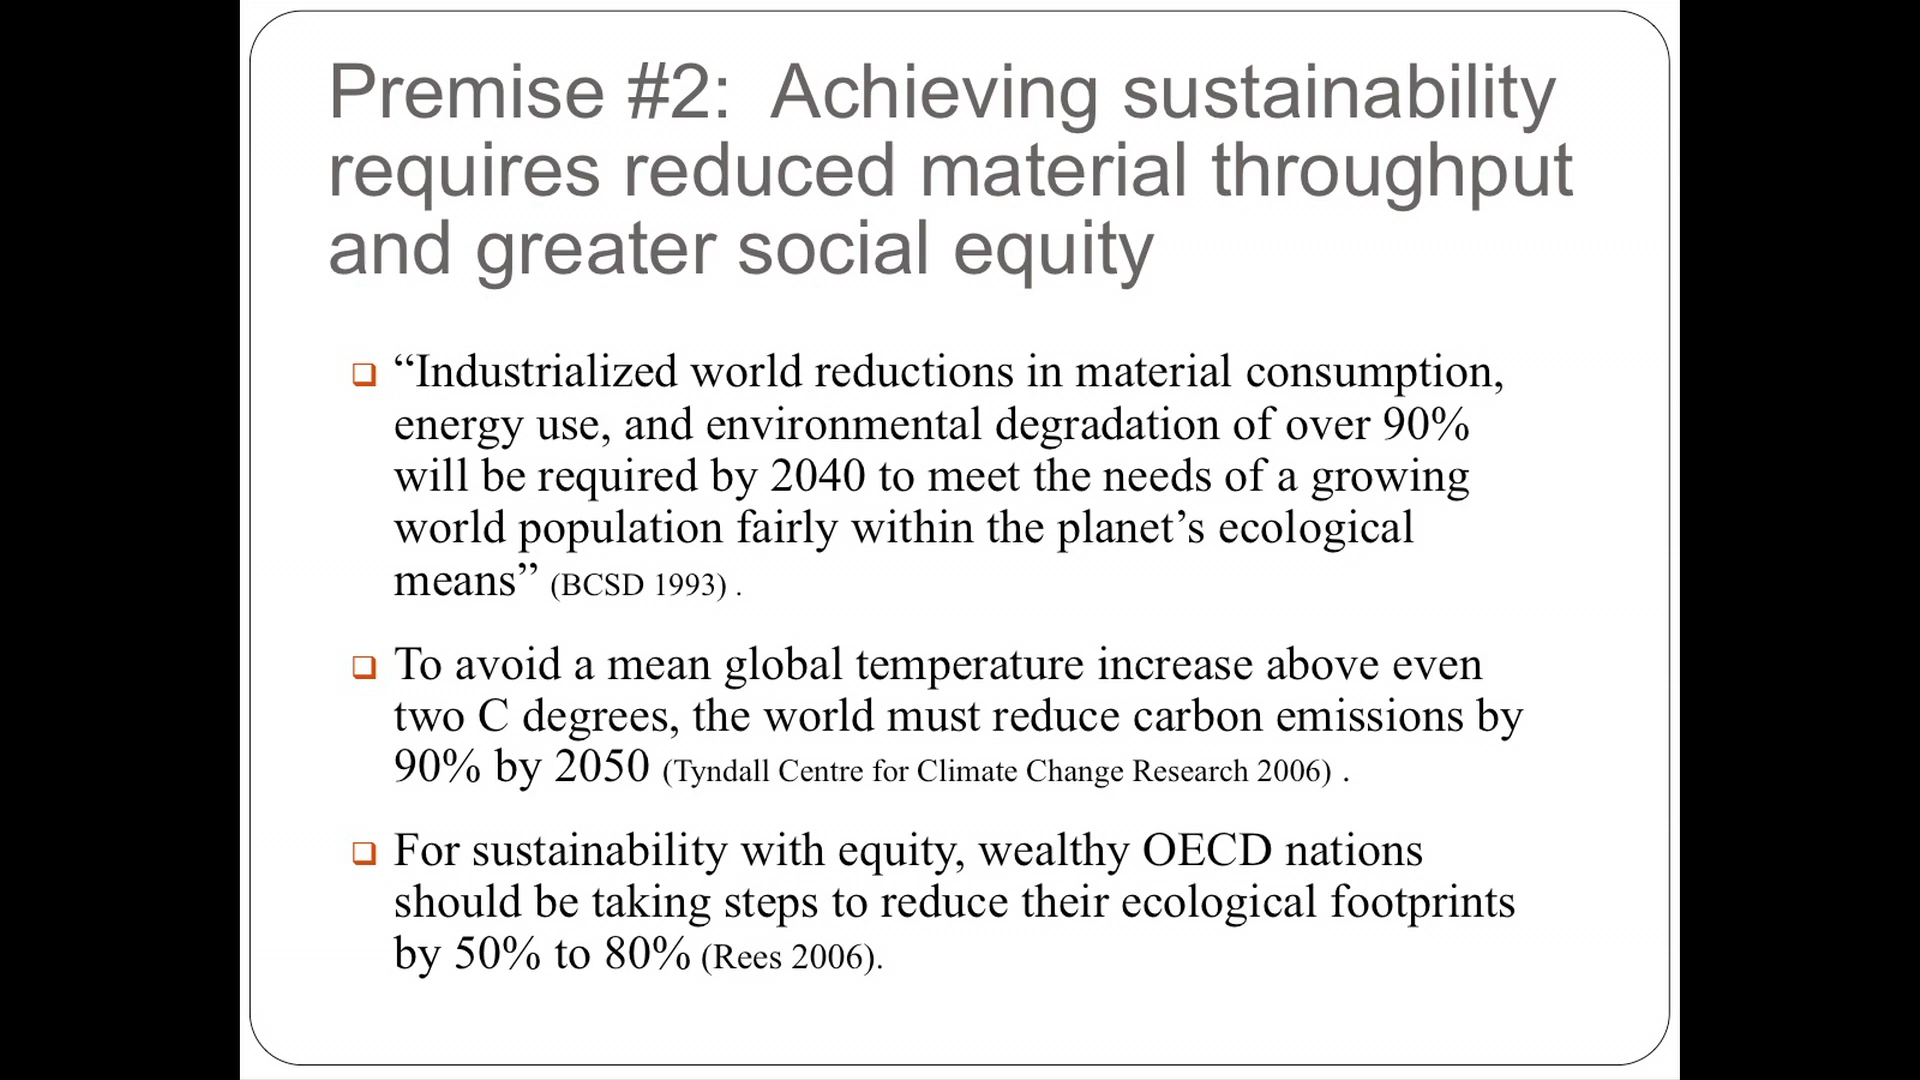 Premise #2:  Achieving sustainability
requires reduced material throughput
and greater social equity
“Industrialized world reductions in material consumption,
energy use, and environmental degradation of over 90%
will be required by 2040 to meet the needs of a growing
world population fairly within the planet’s ecological
means” (BCSD 1993) .
To avoid a mean global temperature increase above even
two C degrees, the world must reduce carbon emissions by
90% by 2050 (Tyndall Centre for Climate Change Research 2006) .
For sustainability with equity, wealthy OECD nations
should be taking steps to reduce their ecological footprints
by 50% to 80% (Rees 2006).